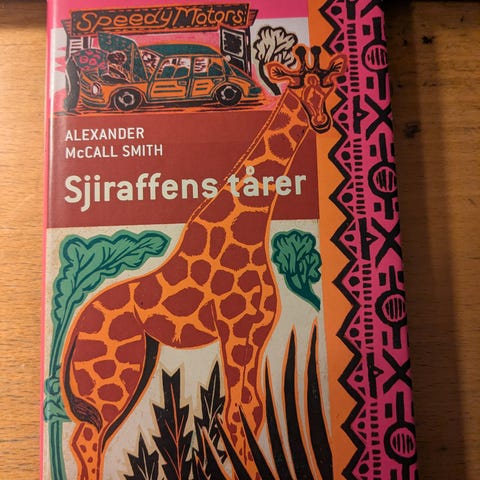 Speedy Motors
ALEXANDER
McCALL SMITH
Sjiraffens tårer